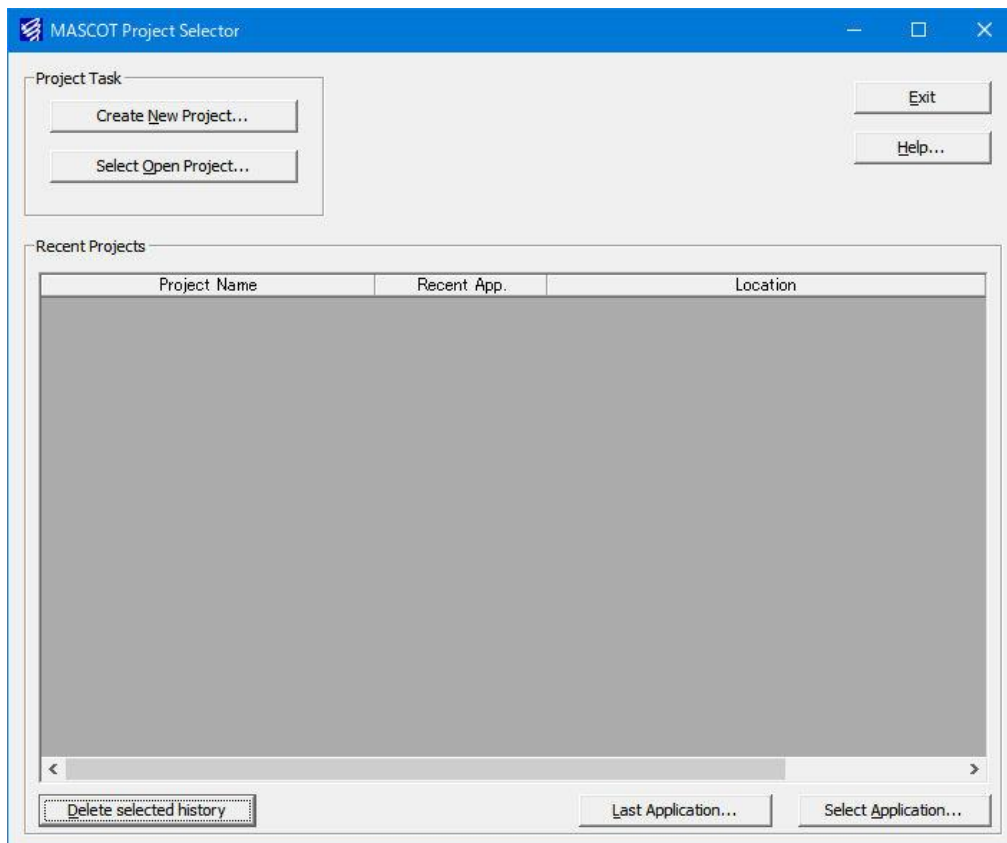 MASCOT Project Selector
Project Task
Create New Project...
Select Open Project...
Exit
Help...
Recent Projects
Project Name Recent App. Location
Delete selected history Last Application... Select Application...